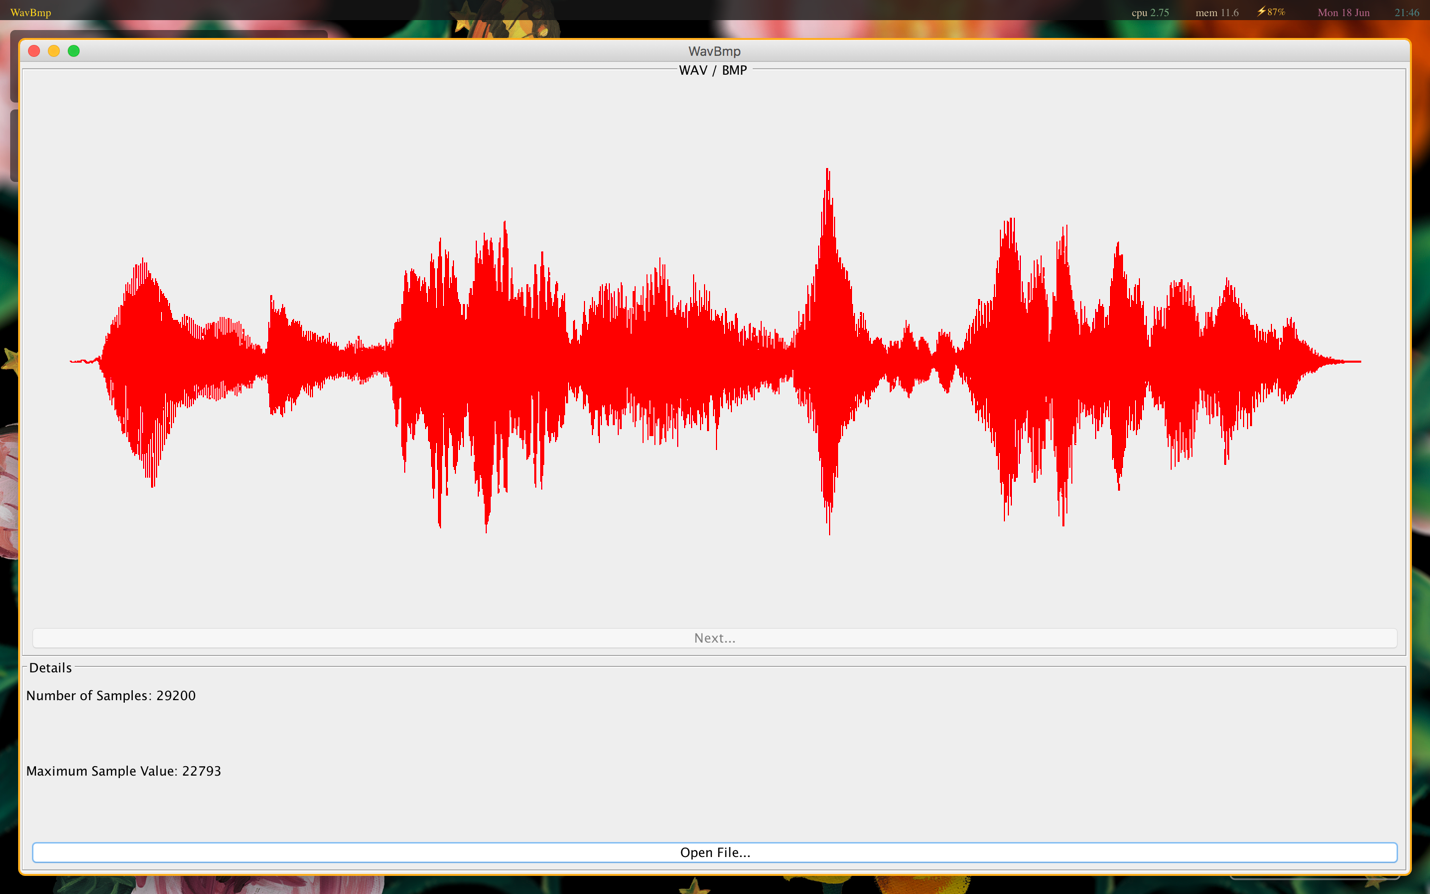 WavBmp
cpu 2.75 mem 11.6 ⚡87% Mon 18 Jun 21:46
WavBmp
WAV / BMP
Next...
Details
Number of Samples: 29200
Maximum Sample Value: 22793
Open File...